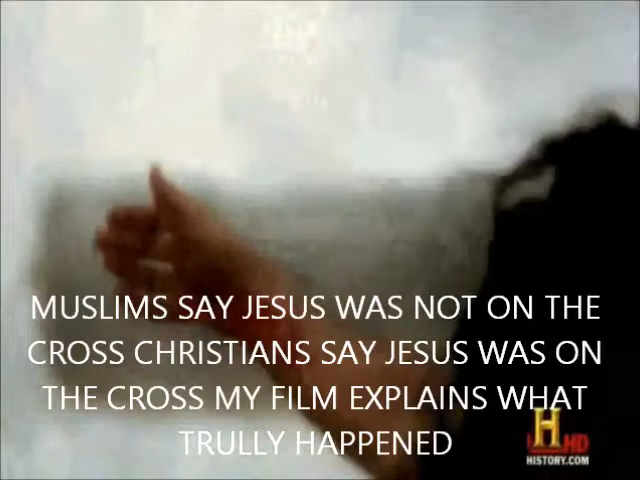 MUSLIMS SAY JESUS WAS NOT ON THE
CROSS CHRISTIANS SAY JESUS WAS ON
THE CROSS MY FILM EXPLAINS WHAT
TRULLY HAPPENED
H HD
HISTORY.COM